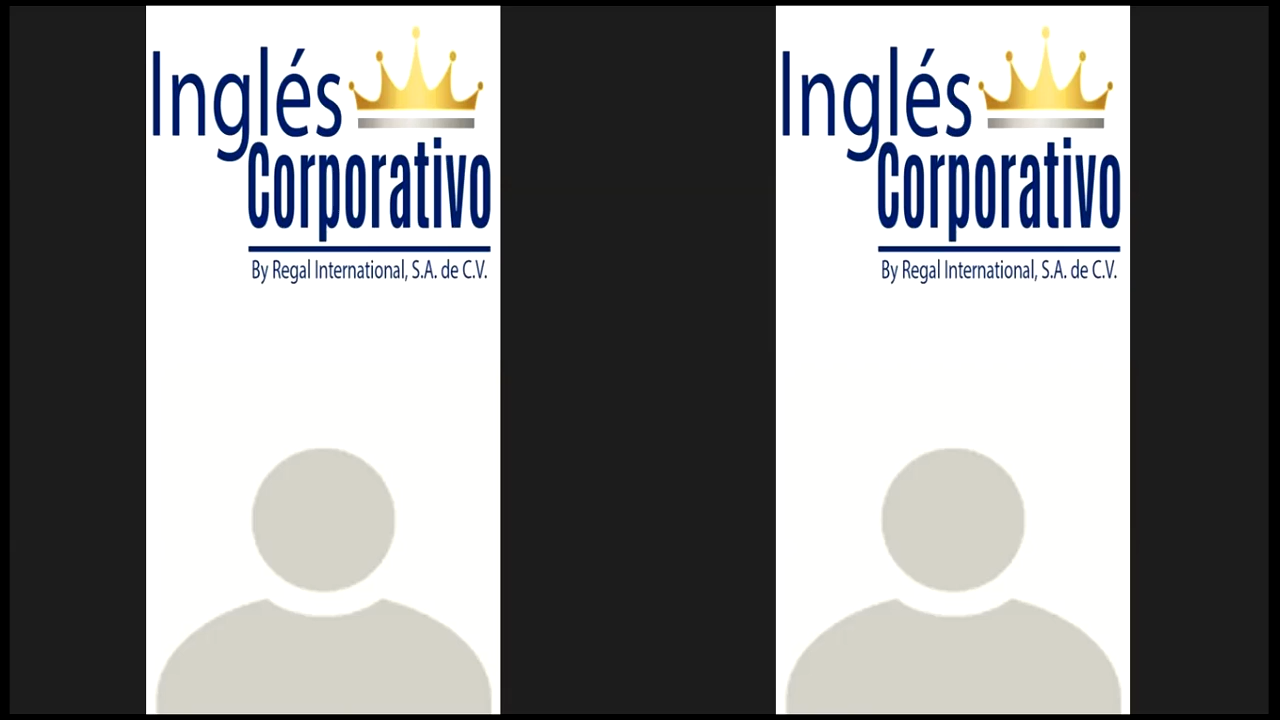 Inglés
Corporativo
By Regal International, S.A. de C.V.
Inglés
Corporativo
By Regal International, S.A. de C.V.